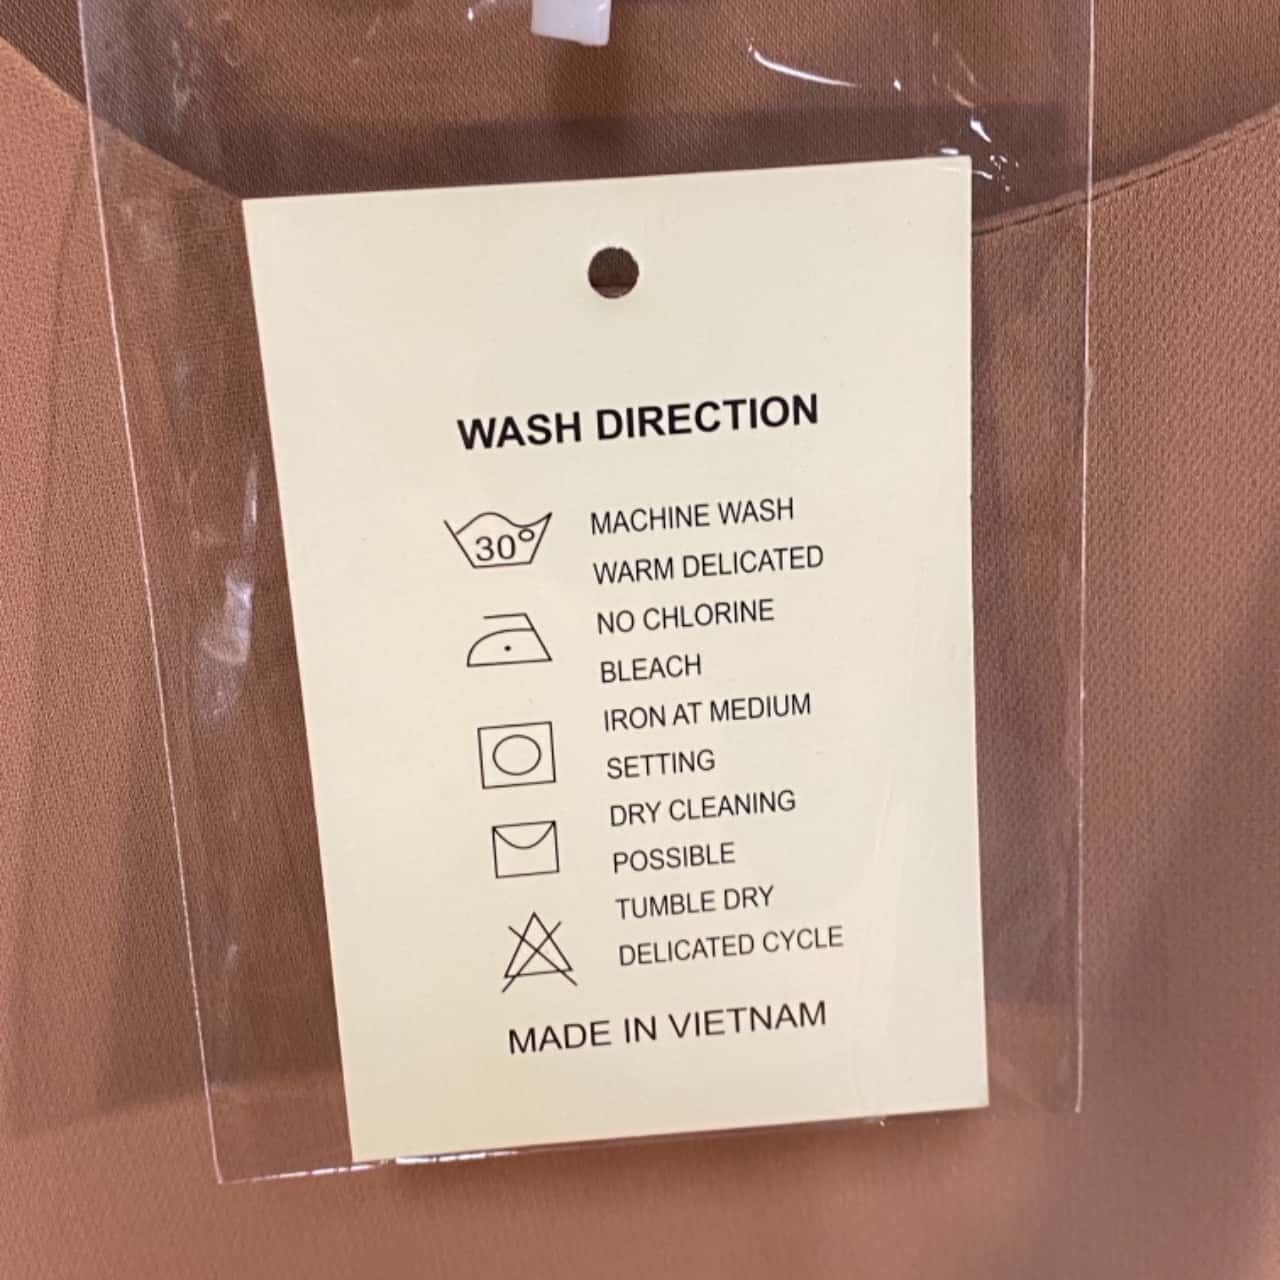 WASH DIRECTION
30°
MACHINE WASH
WARM DELICATED
NO CHLORINE
BLEACH
IRON AT MEDIUM
SETTING
DRY CLEANING
POSSIBLE
TUMBLE DRY
DELICATED CYCLE
MADE IN VIETNAM